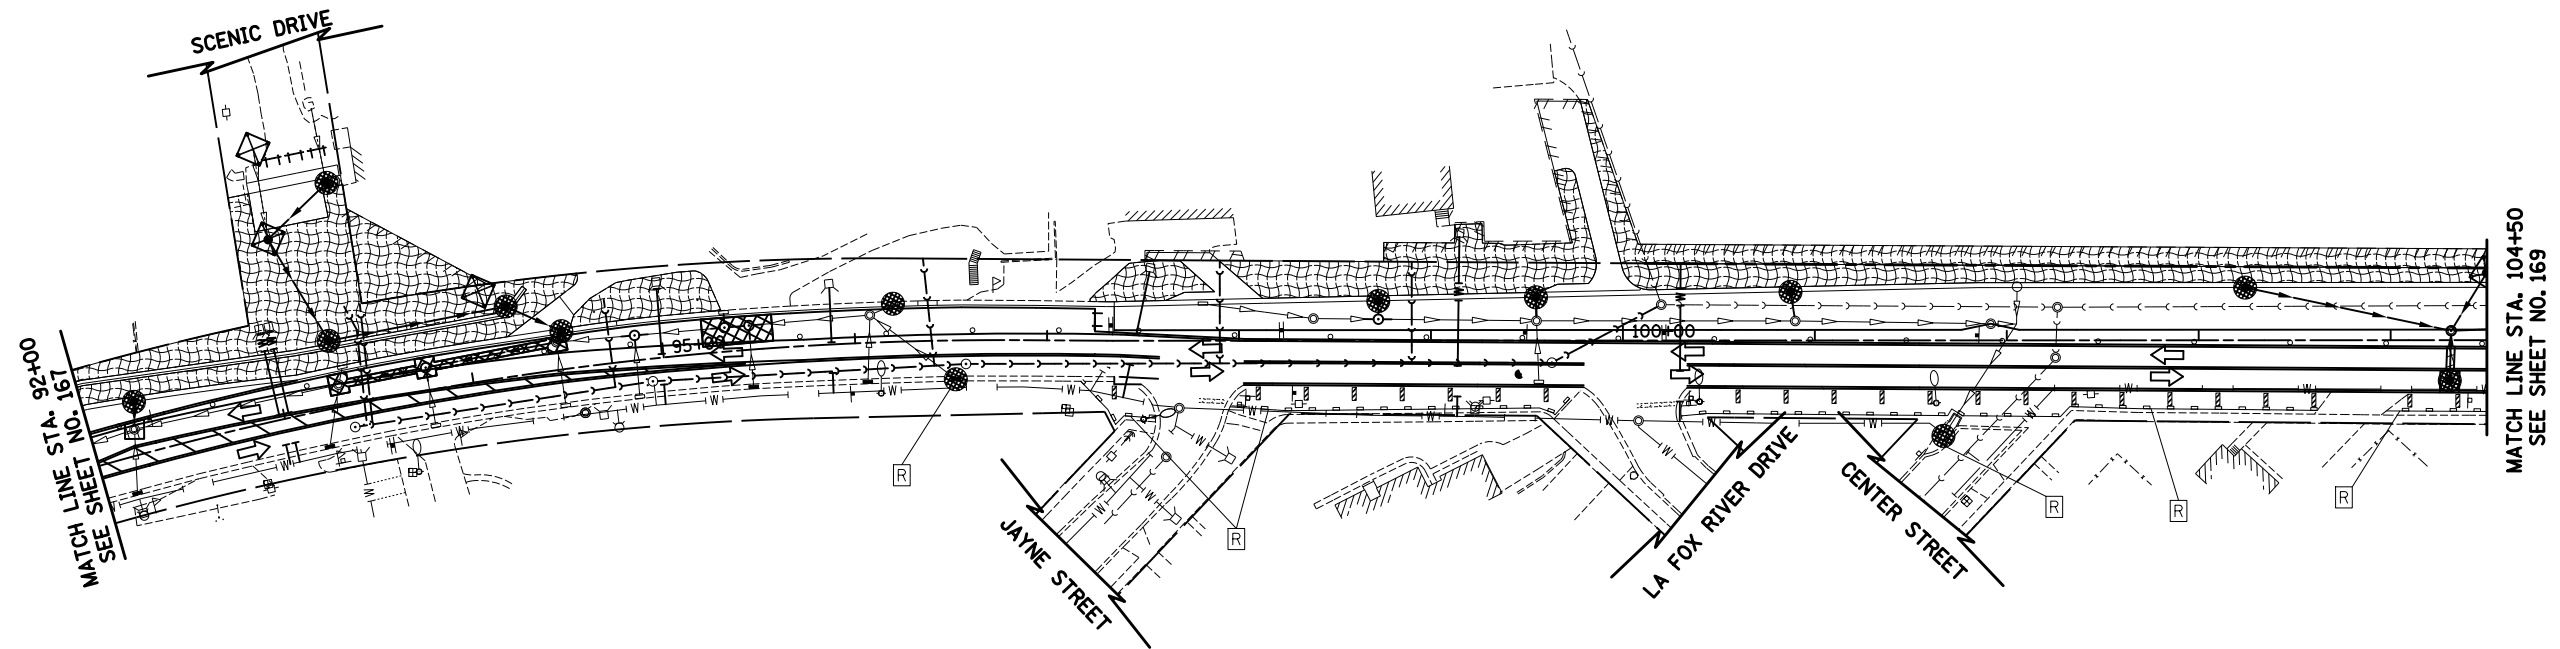 SCENIC DRIVE
MATCH LINE STA. 92+00
SEE SHEET NO. 167
95+00
100+00
MATCH LINE STA. 104+50
SEE SHEET NO. 169
R
R
R
R
R
JAYNE STREET
LA FOX RIVER DRIVE
CENTER STREET